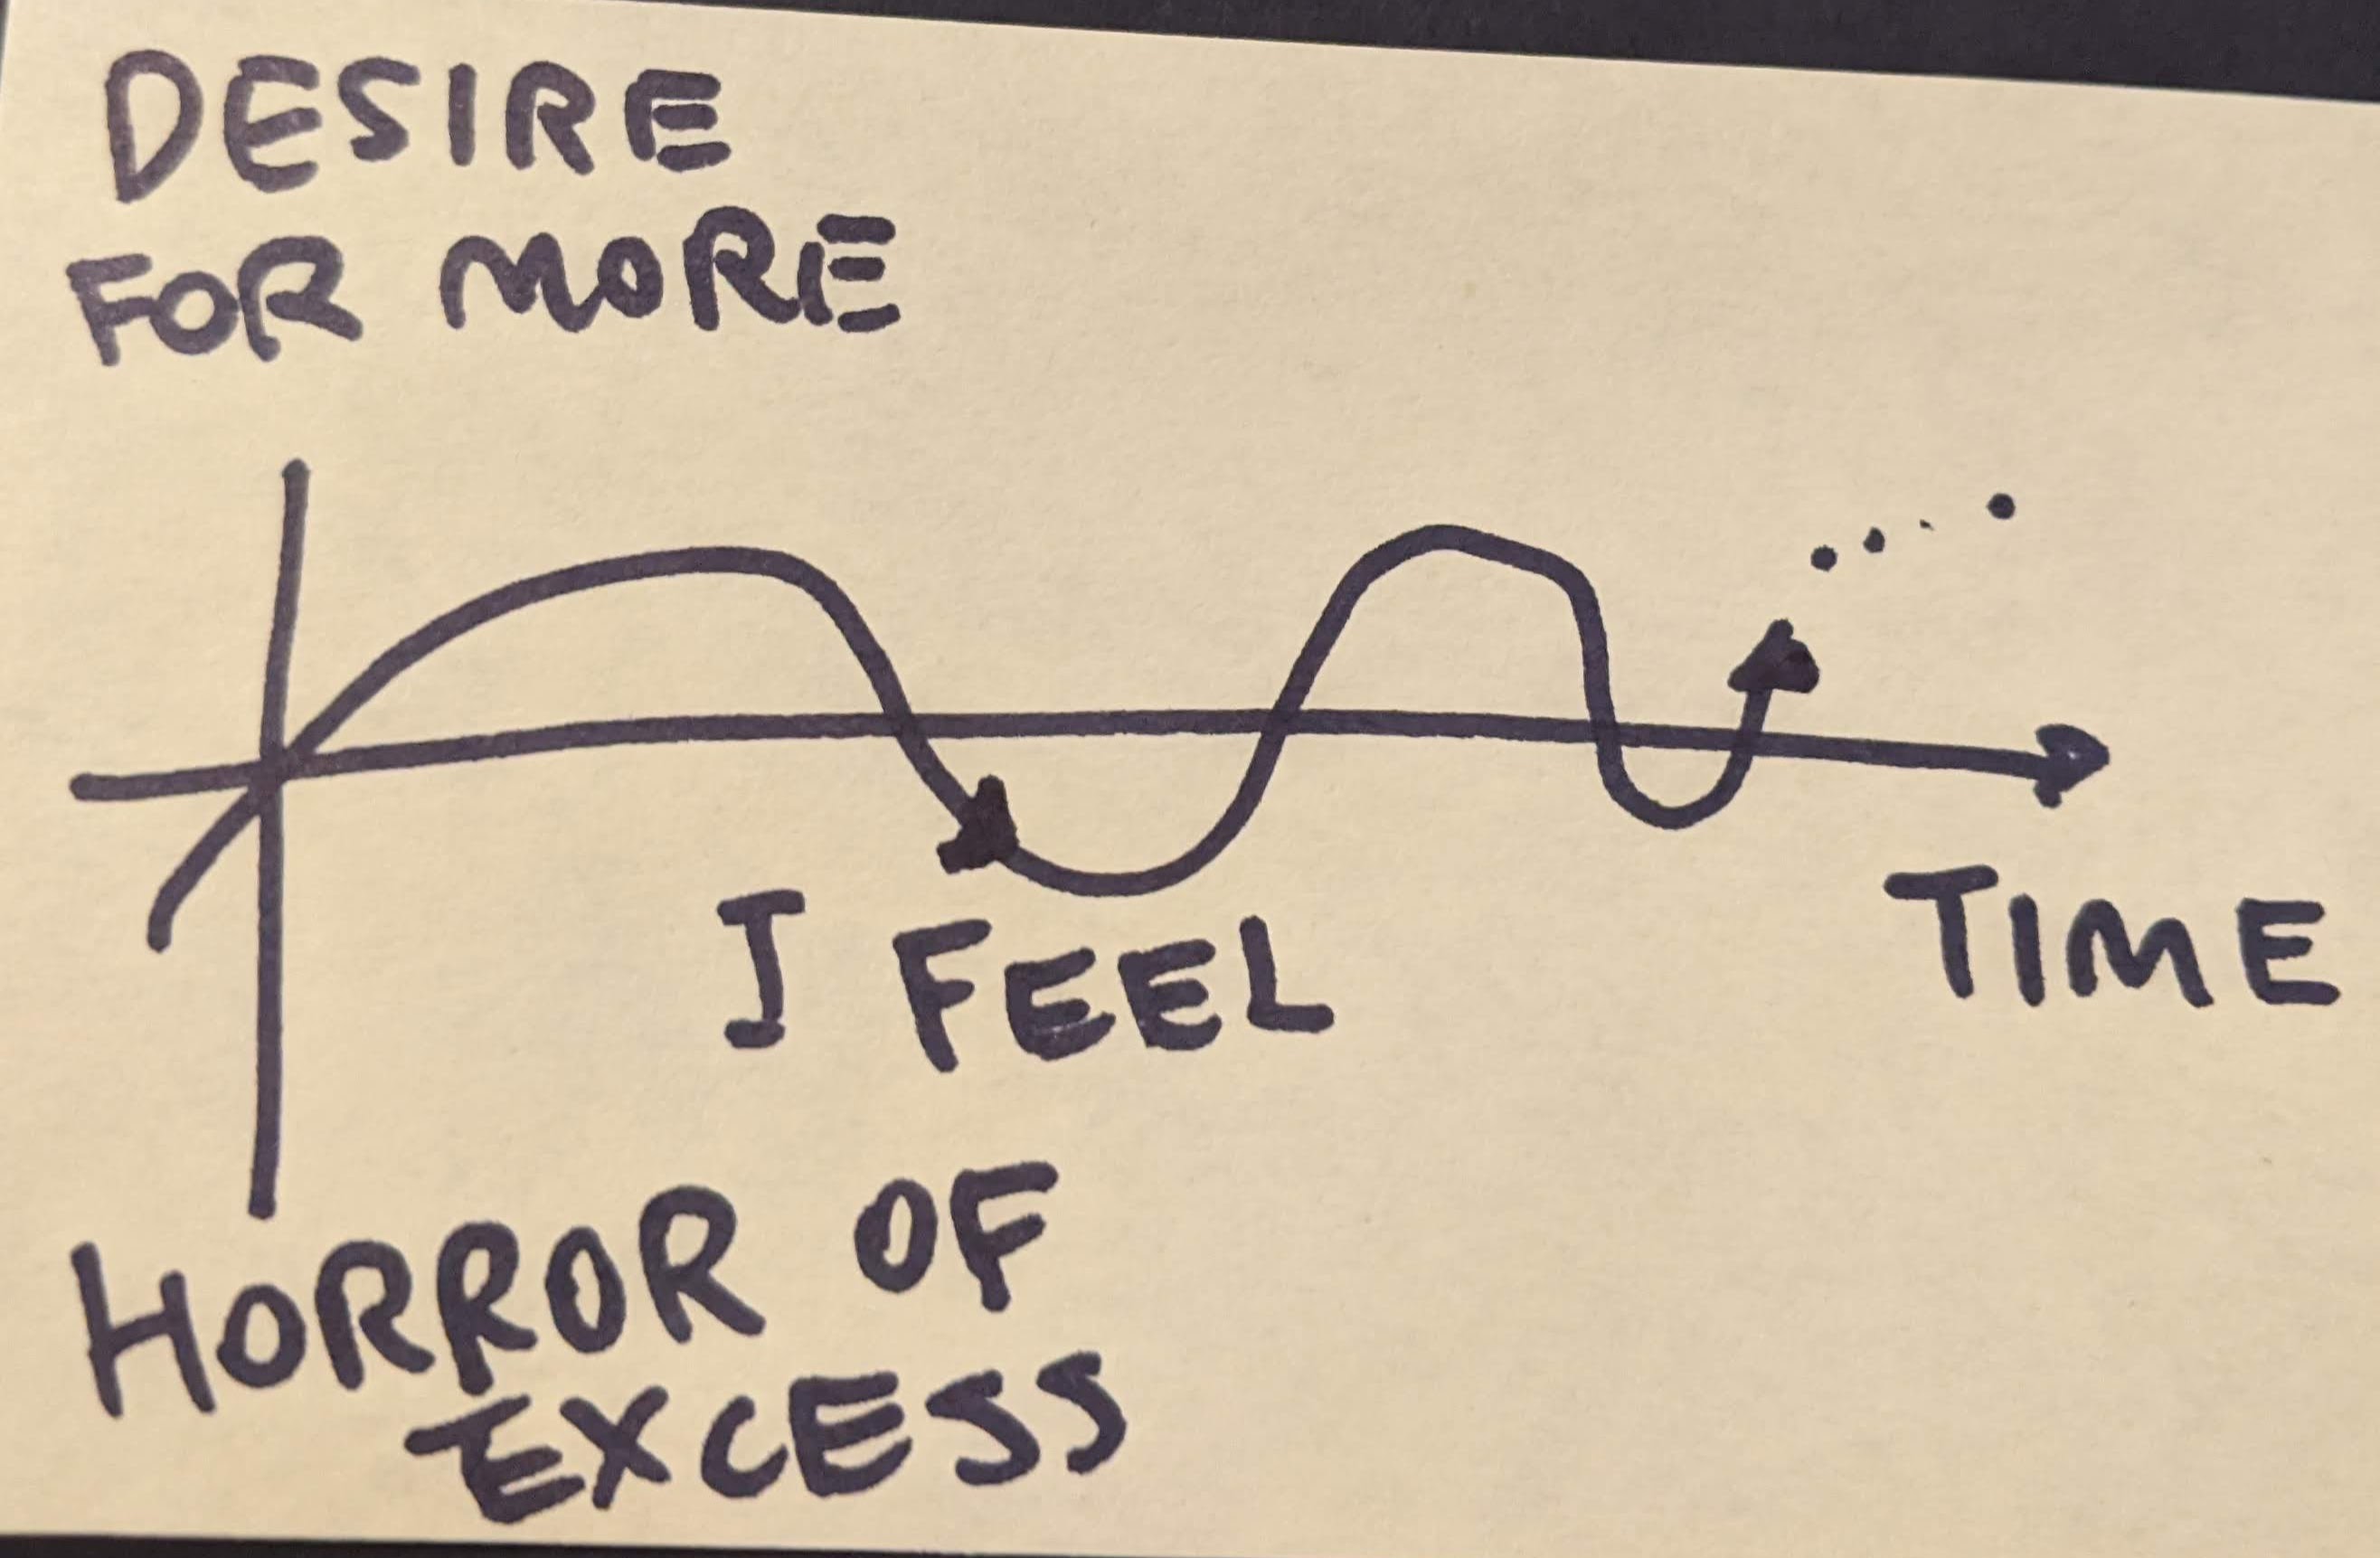 DESIRE
FOR MORE
I FEEL
TIME
HORROR OF
EXCESS